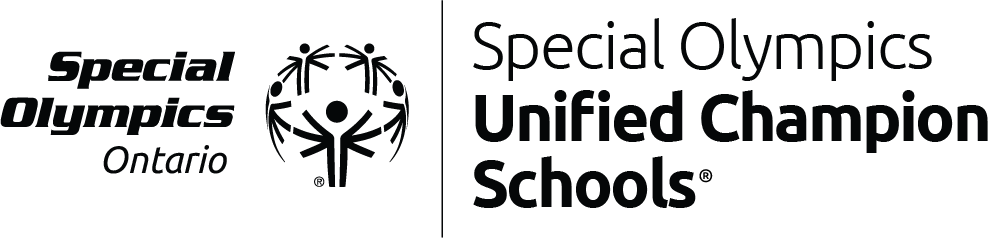 Special
Olympics
Ontario
®
Special Olympics
Unified Champion
Schools®